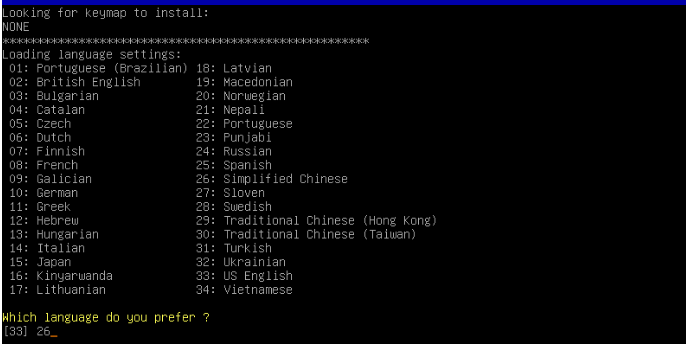 Looking for keymap to install:
NONE
*********************************************************
Loading language settings:
01: Portuguese (Brazilian) 18: Latvian
02: British English 19: Macedonian
03: Bulgarian 20: Norwegian
04: Catalan 21: Nepali
05: Czech 22: Portuguese
06: Dutch 23: Punjabi
07: Finnish 24: Russian
08: French 25: Spanish
09: Galician 26: Simplified Chinese
10: German 27: Sloven
11: Greek 28: Swedish
12: Hebrew 29: Traditional Chinese (Hong Kong)
13: Hungarian 30: Traditional Chinese (Taiwan)
14: Italian 31: Turkish
15: Japan 32: Ukrainian
16: Kinyarwanda 33: US English
17: Lithuanian 34: Vietnamese
Which language do you prefer ?
[33] 26_